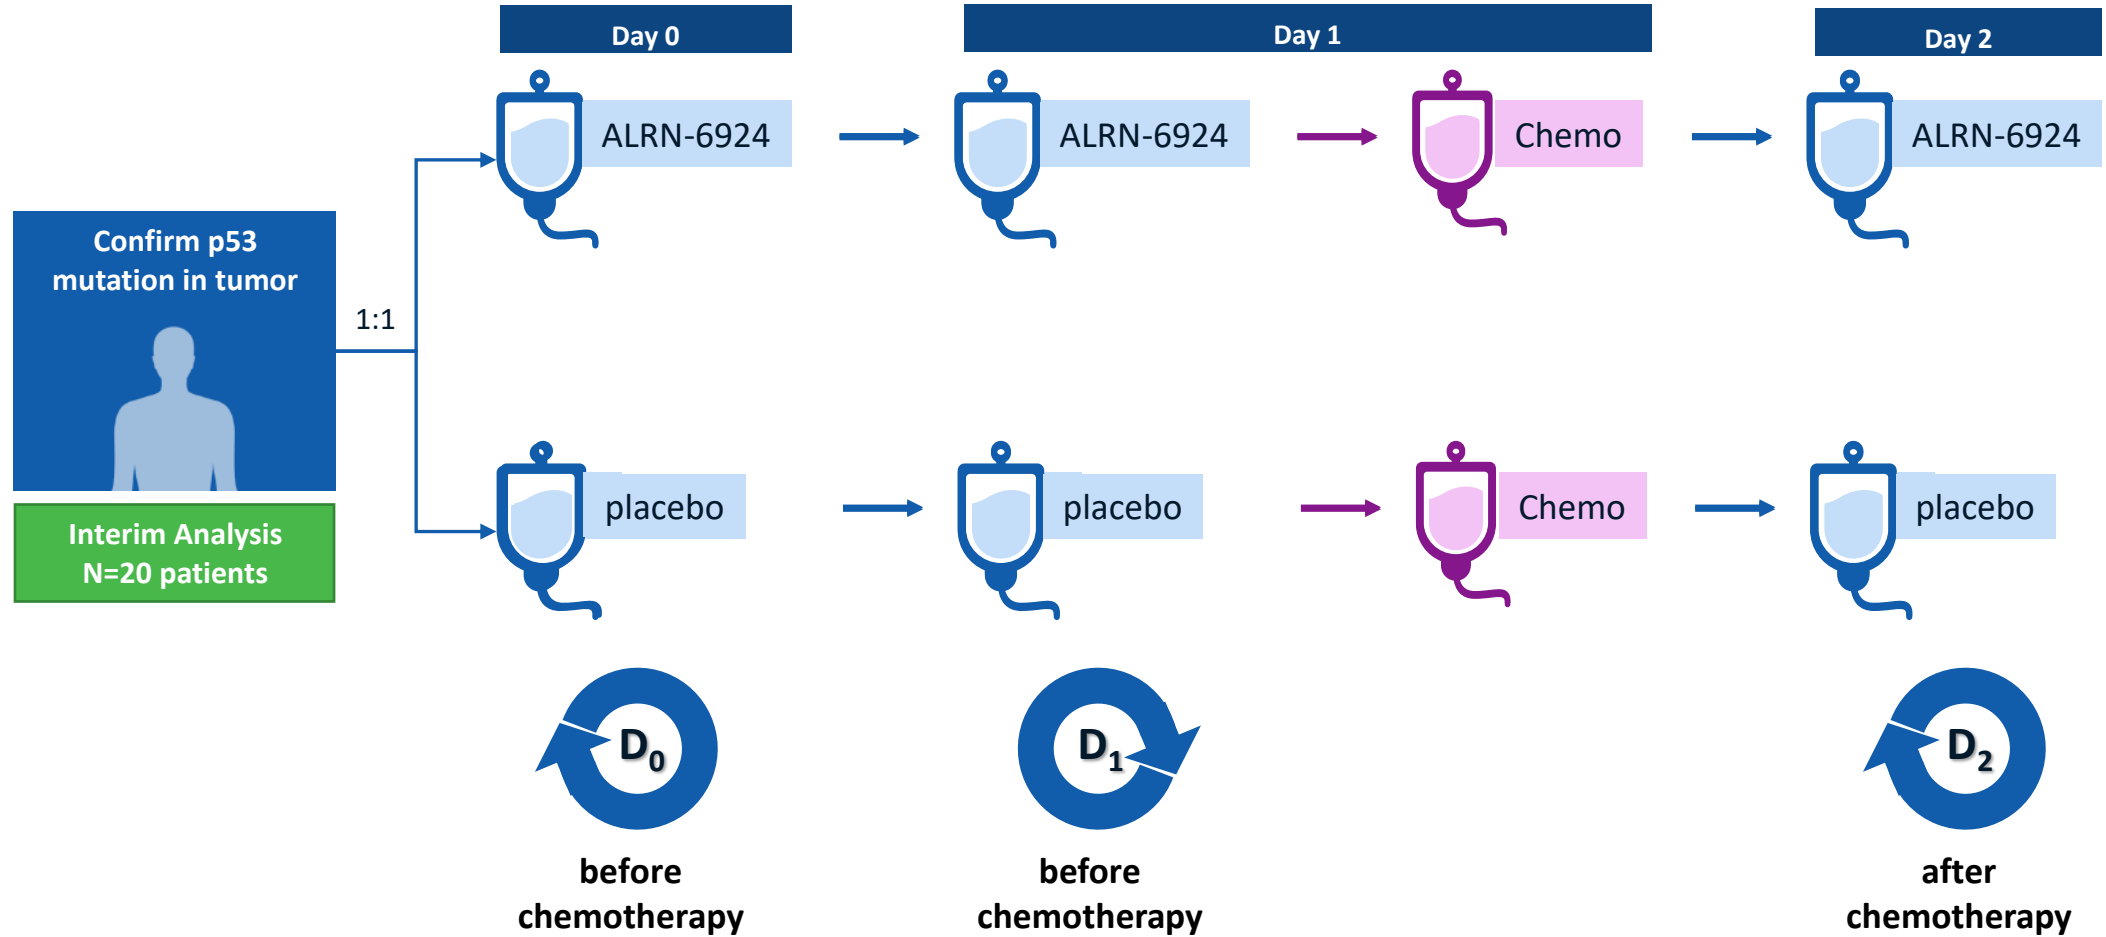 Day 0
Day 1
Day 2
ALRN-6924
ALRN-6924
Chemo
ALRN-6924
Confirm p53
mutation in tumor
1:1
Interim Analysis
N=20 patients
placebo
placebo
Chemo
placebo
D₀
D₁
D₂
before
chemotherapy
before
chemotherapy
after
chemotherapy